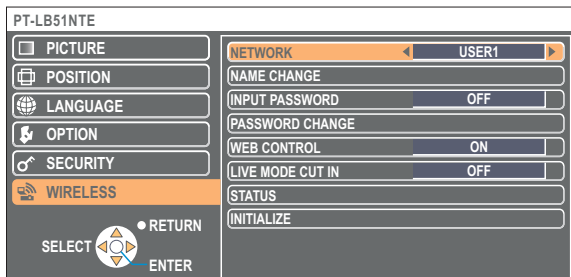 PT-LB51NTE
PICTURE
POSITION
LANGUAGE
OPTION
SECURITY
WIRELESS
RETURN
SELECT
ENTER
NETWORK USER1
NAME CHANGE
INPUT PASSWORD OFF
PASSWORD CHANGE
WEB CONTROL ON
LIVE MODE CUT IN OFF
STATUS
INITIALIZE